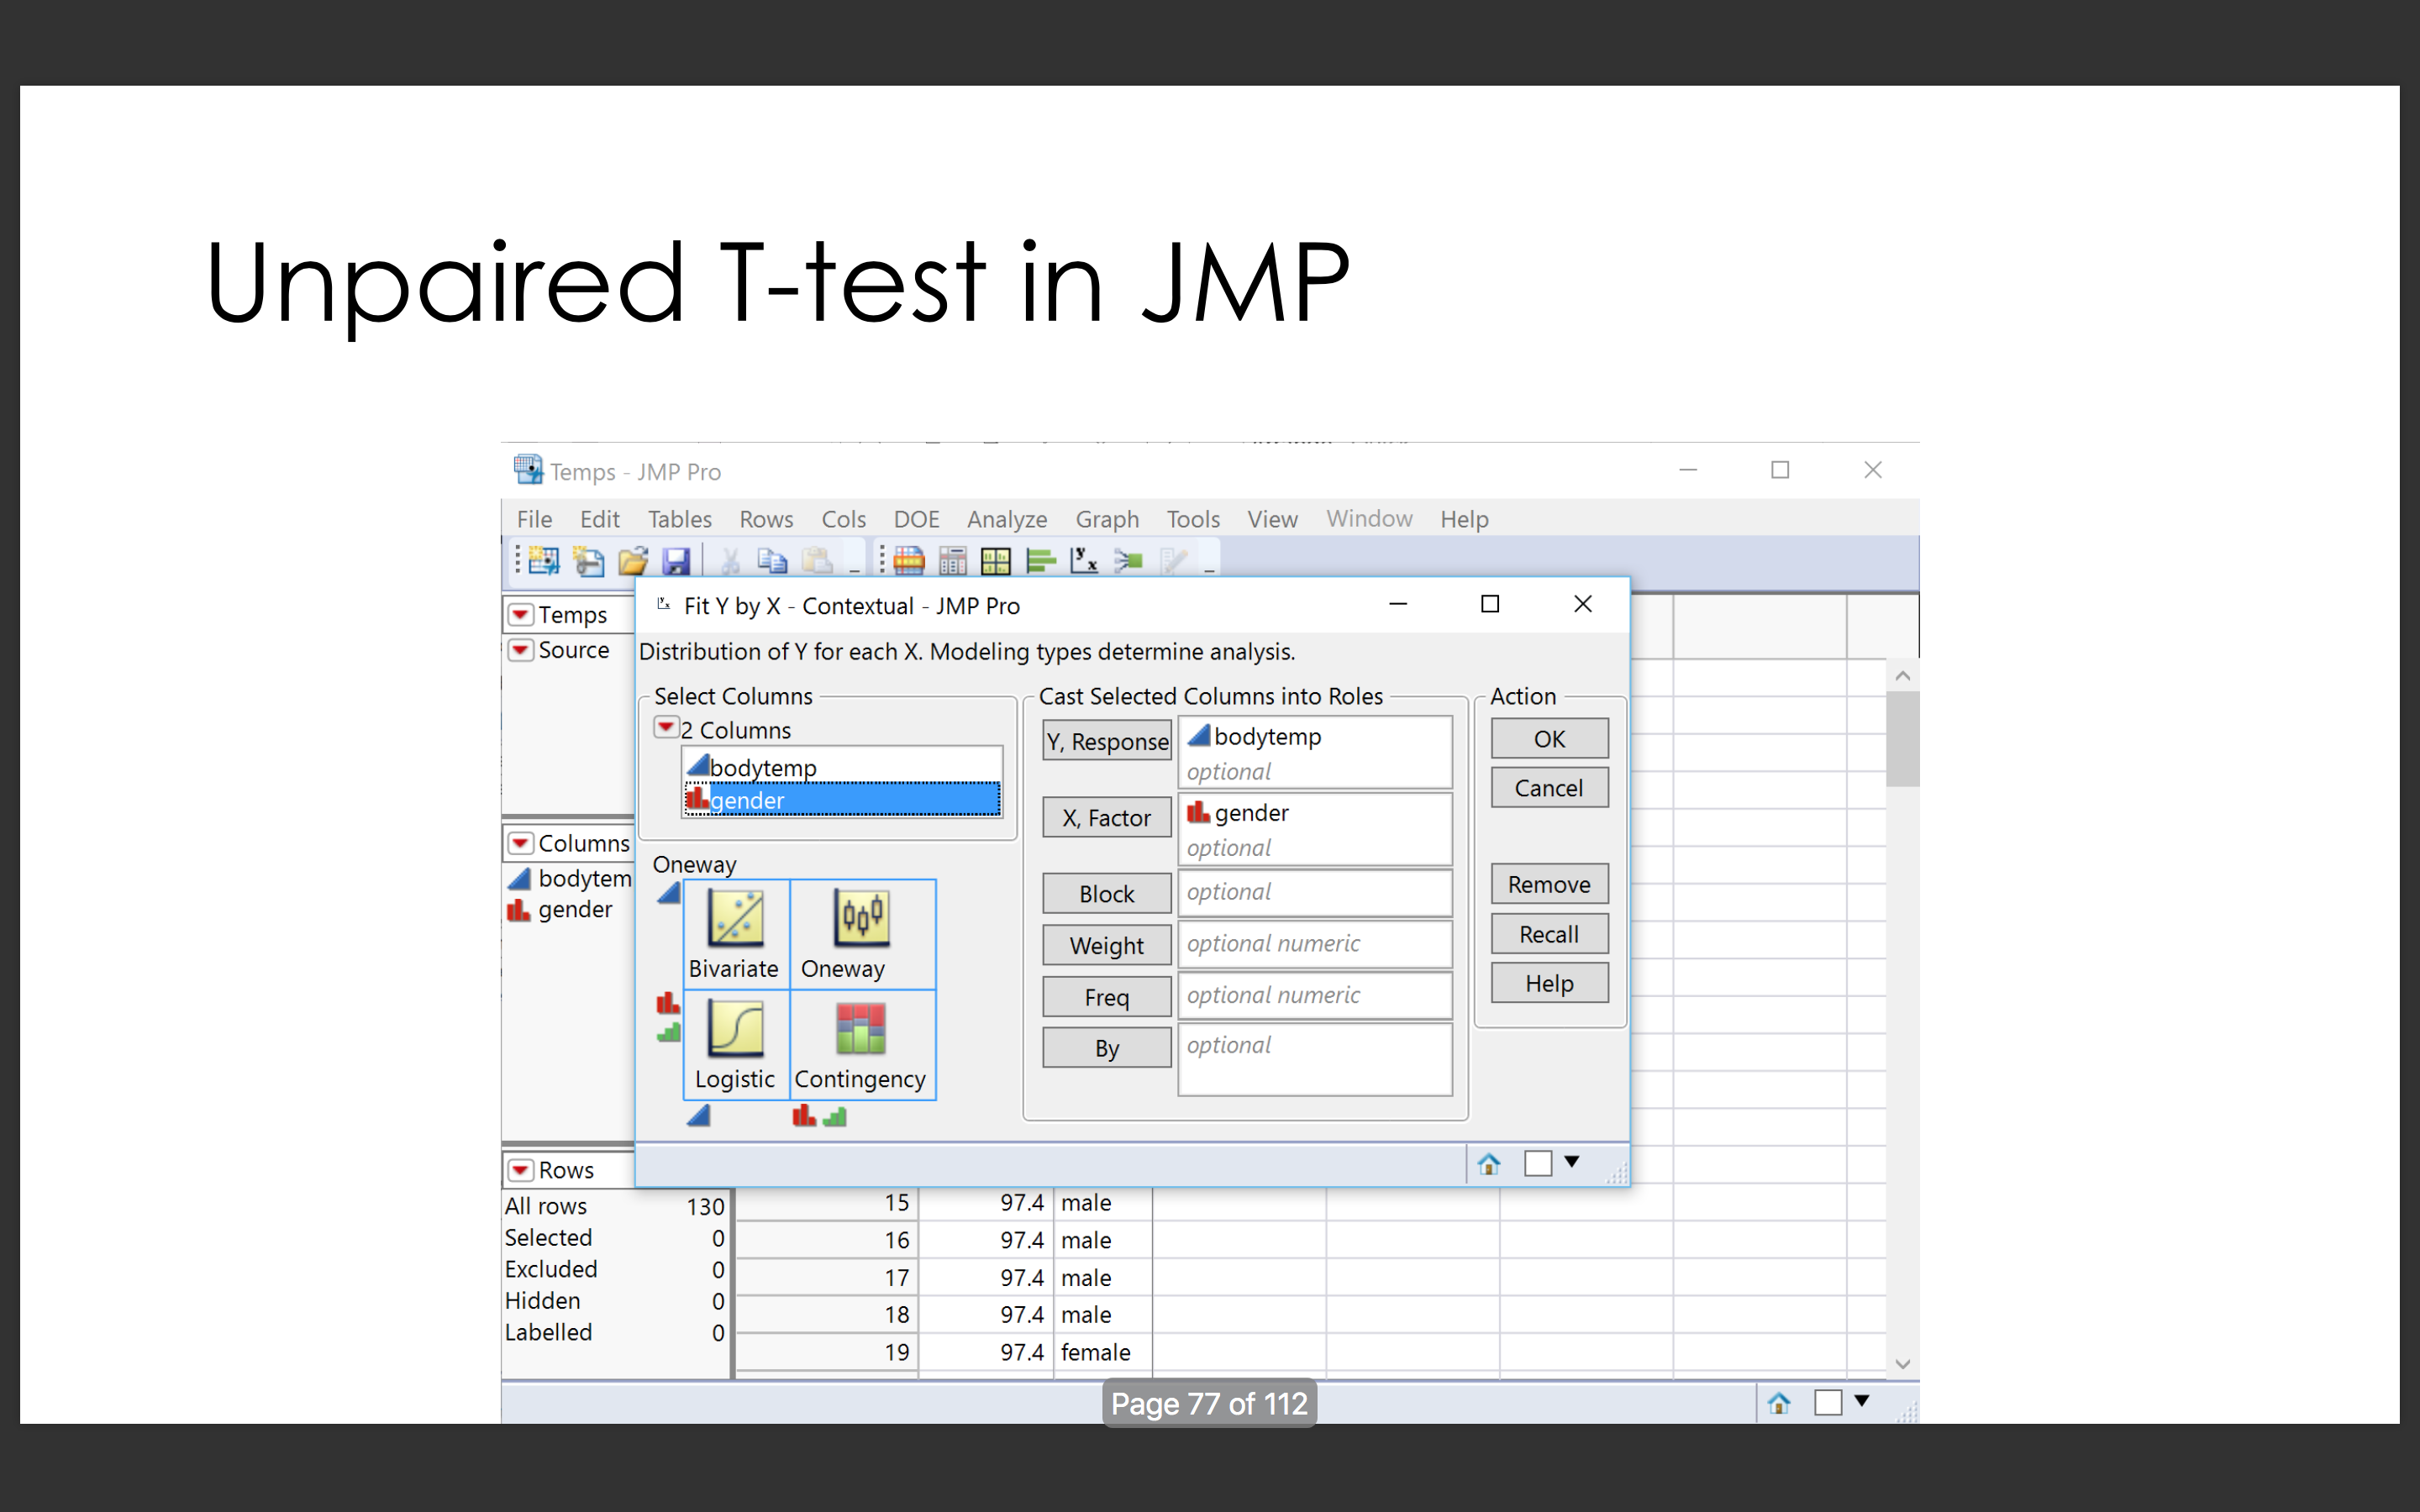 Unpaired T-test in JMP
Temps - JMP Pro
File Edit Tables Rows Cols DOE Analyze Graph Tools View Window Help
Fit Y by X - Contextual - JMP Pro
Distribution of Y for each X. Modeling types determine analysis.
Select Columns
2 Columns
bodytemp
gender
Oneway
Bivariate Oneway
Logistic Contingency
Cast Selected Columns into Roles
Y, Response bodytemp
optional
X, Factor gender
optional
Block optional
Weight optional numeric
Freq optional numeric
By optional
Action
OK
Cancel
Remove
Recall
Help
Temps
Source
Columns
bodytem
gender
Rows
All rows 130
Selected 0
Excluded 0
Hidden 0
Labelled 0
15 97.4 male
16 97.4 male
17 97.4 male
18 97.4 male
19 97.4 female
Page 77 of 112